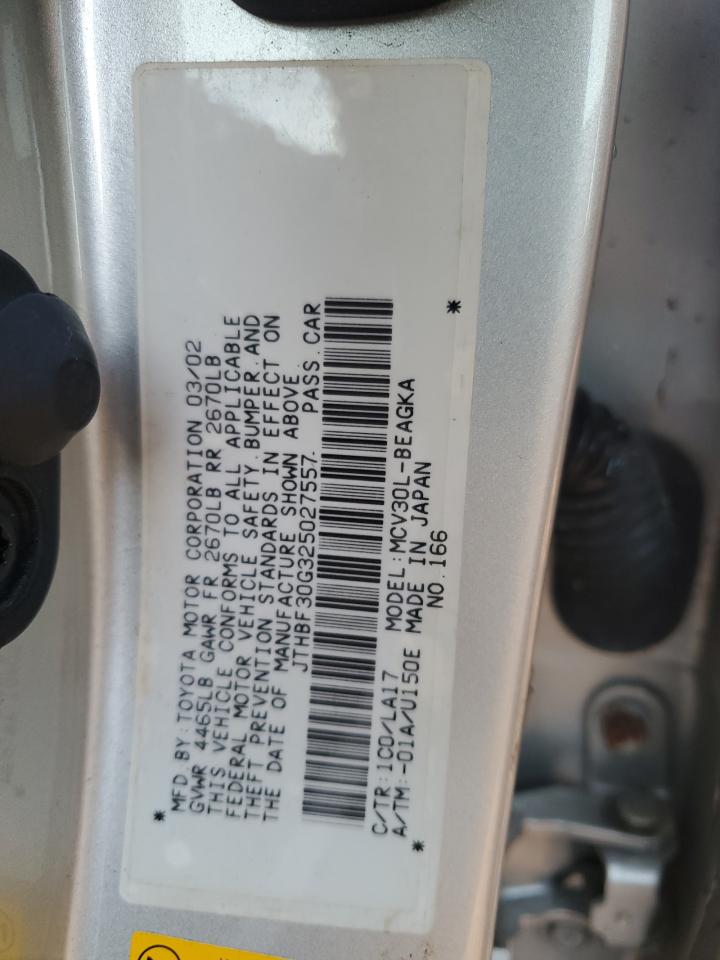 MFD.BY:TOYOTA MOTOR CORPORATION 03/02
GVWR 4465LB GAWR FR 2670LB RR 2670LB
THIS VEHICLE CONFORMS TO ALL APPLICABLE
FEDERAL MOTOR VEHICLE SAFETY, BUMPER, AND
THEFT PREVENTION STANDARDS IN EFFECT ON
THE DATE OF MANUFACTURE SHOWN ABOVE
JTHBF30G325027557 PASS. CAR
C/TR:1C0/LA17 MODEL:MCV30L-BEAGKA
A/TM:-01A/U150E MADE IN JAPAN
NO.166